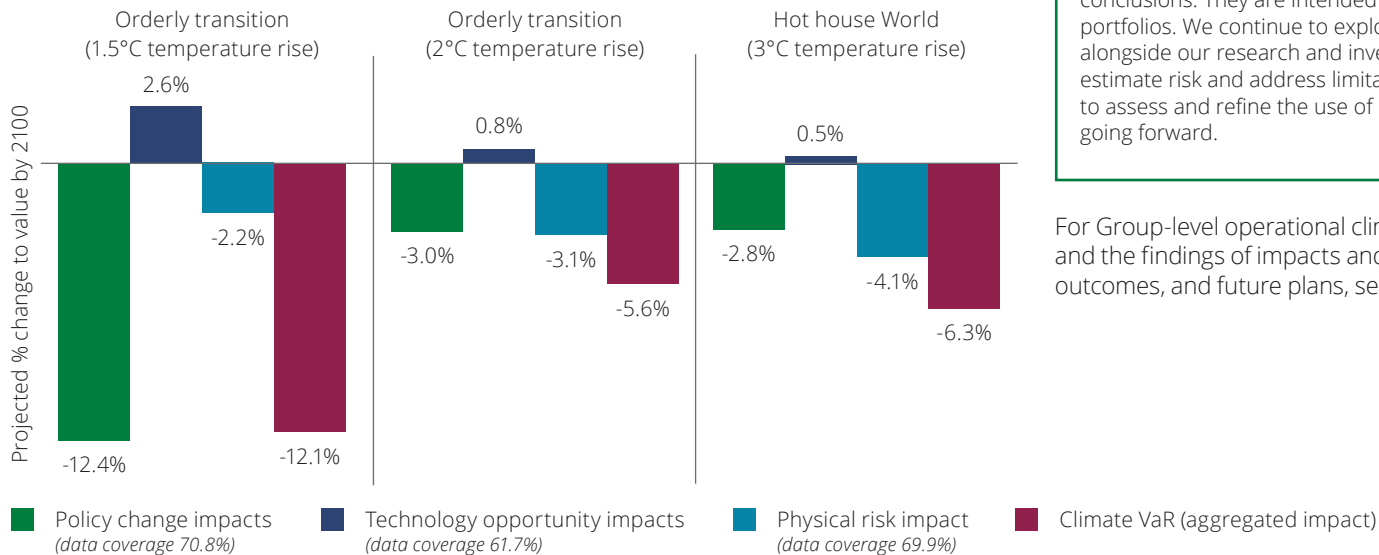 Orderly transition
(1.5°C temperature rise)
Orderly transition
(2°C temperature rise)
Hot house World
(3°C temperature rise)
Projected % change to value by 2100
2.6%
-2.2%
-12.4%
-12.1%
0.8%
-3.0%
-3.1%
-5.6%
0.5%
-2.8%
-4.1%
-6.3%
Policy change impacts
(data coverage 70.8%)
Technology opportunity impacts
(data coverage 61.7%)
Physical risk impact
(data coverage 69.9%)
Climate VaR (aggregated impact)
conclusions. They are intended
portfolios. We continue to explo
alongside our research and inve
estimate risk and address limita
to assess and refine the use of
going forward.
For Group-level operational clim
and the findings of impacts and
outcomes, and future plans, se